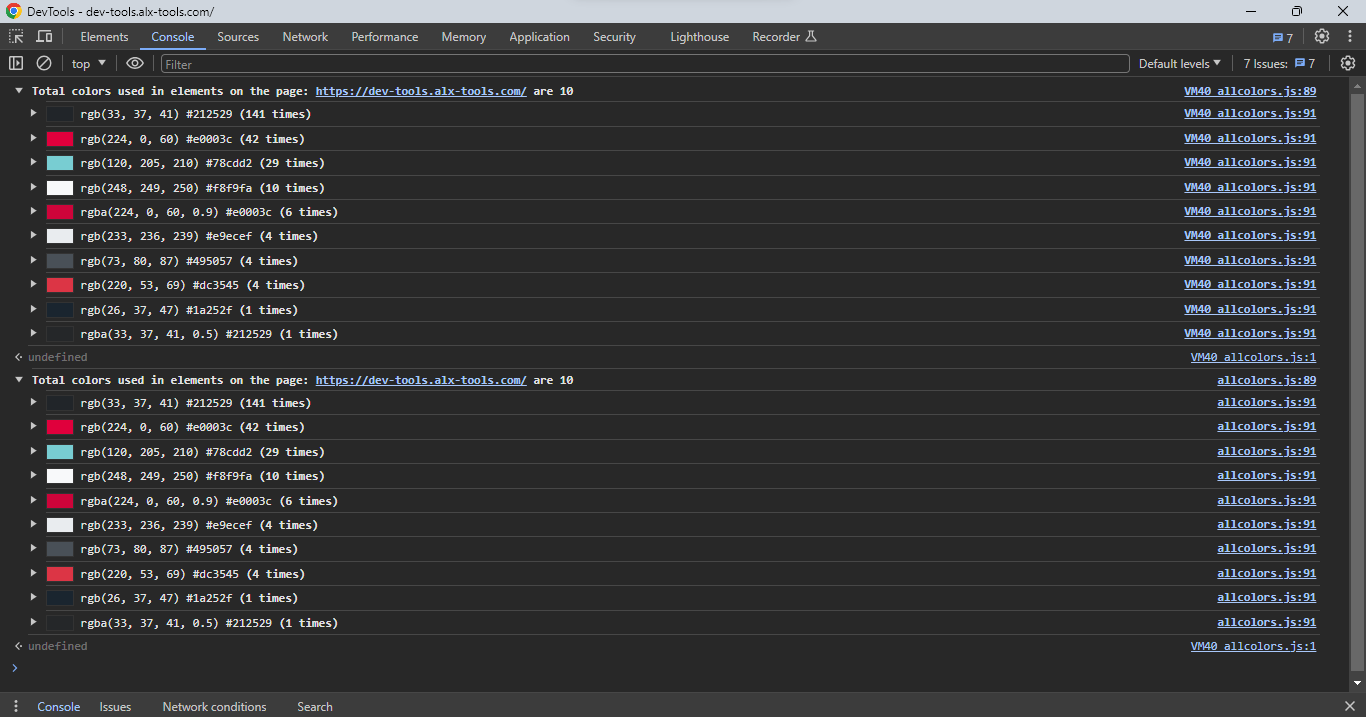 DevTools - dev-tools.alx-tools.com/
Elements Console Sources Network Performance Memory Application Security Lighthouse Recorder 7
top Filter Default levels 7 Issues: 7
Total colors used in elements on the page: https://dev-tools.alx-tools.com/ are 10 VM40 allcolors.js:89
rgb(33, 37, 41) #212529 (141 times) VM40 allcolors.js:91
rgb(224, 0, 60) #e0003c (42 times) VM40 allcolors.js:91
rgb(120, 205, 210) #78cdd2 (29 times) VM40 allcolors.js:91
rgb(248, 249, 250) #f8f9fa (10 times) VM40 allcolors.js:91
rgba(224, 0, 60, 0.9) #e0003c (6 times) VM40 allcolors.js:91
rgb(233, 236, 239) #e9ecef (4 times) VM40 allcolors.js:91
rgb(73, 80, 87) #495057 (4 times) VM40 allcolors.js:91
rgb(220, 53, 69) #dc3545 (4 times) VM40 allcolors.js:91
rgb(26, 37, 47) #1a252f (1 times) VM40 allcolors.js:91
rgba(33, 37, 41, 0.5) #212529 (1 times) VM40 allcolors.js:91
undefined VM40 allcolors.js:1
Total colors used in elements on the page: https://dev-tools.alx-tools.com/ are 10 allcolors.js:89
rgb(33, 37, 41) #212529 (141 times) allcolors.js:91
rgb(224, 0, 60) #e0003c (42 times) allcolors.js:91
rgb(120, 205, 210) #78cdd2 (29 times) allcolors.js:91
rgb(248, 249, 250) #f8f9fa (10 times) allcolors.js:91
rgba(224, 0, 60, 0.9) #e0003c (6 times) allcolors.js:91
rgb(233, 236, 239) #e9ecef (4 times) allcolors.js:91
rgb(73, 80, 87) #495057 (4 times) allcolors.js:91
rgb(220, 53, 69) #dc3545 (4 times) allcolors.js:91
rgb(26, 37, 47) #1a252f (1 times) allcolors.js:91
rgba(33, 37, 41, 0.5) #212529 (1 times) allcolors.js:91
undefined VM40 allcolors.js:1
Console Issues Network conditions Search